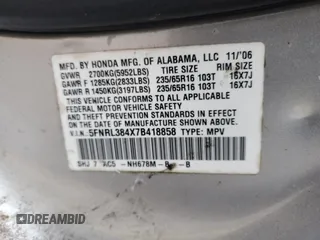 MFD. BY HONDA MFG. OF ALABAMA, LLC 11/'06
GVWR 2700KG(5952LBS) TIRE SIZE RIM SIZE
GAWR F 1285KG(2833LBS) 235/65R16 103T 16X7J
GAWR R 1450KG(3197LBS) 235/65R16 103T 16X7J
THIS VEHICLE CONFORMS TO ALL APPLICABLE
FEDERAL MOTOR VEHICLE SAFETY AND
THEFT PREVENTION STANDARDS IN EFFECT ON THE
DATE OF MANUFACTURE SHOWN ABOVE.
V.I.N. 5FNRL384X7B418858 TYPE: MPV
NH678M-B - B
DREAMBID
DREAMBID